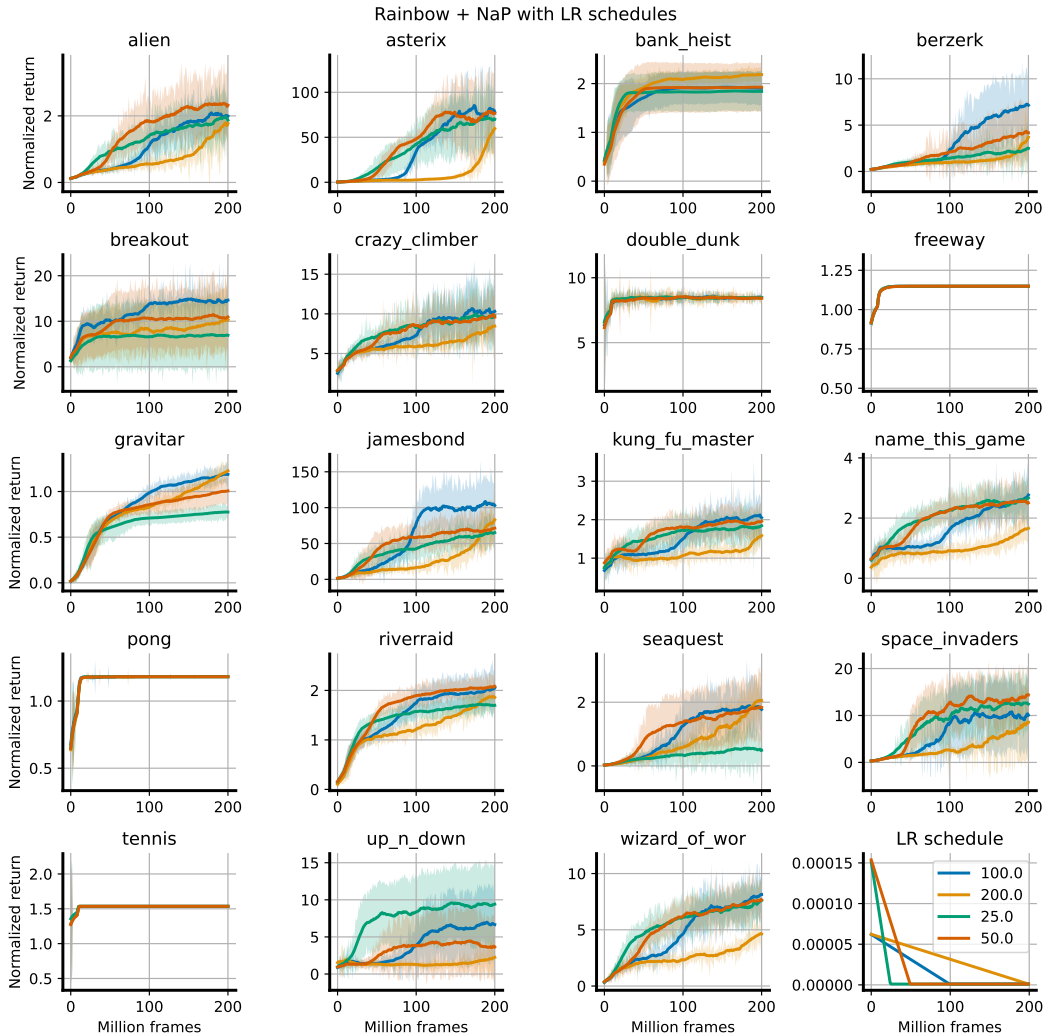 Rainbow + NaP with LR schedules
alien asterix bank_heist berzerk
Normalized return
0 2
0 50 100
0 1 2
0 5 10
0 100 200 0 100 200 0 100 200 0 100 200
breakout crazy_climber double_dunk freeway
Normalized return
0 10 20
5 10 15
5 10
0.50 0.75 1.00 1.25
0 100 200 0 100 200 0 100 200 0 100 200
gravitar jamesbond kung_fu_master name_this_game
Normalized return
0.0 0.5 1.0
0 50 100 150
1 2 3
0 2 4
0 100 200 0 100 200 0 100 200 0 100 200
pong riverraid seaquest space_invaders
Normalized return
0.5 1.0
0 1 2
0 2
0 10 20
0 100 200 0 100 200 0 100 200 0 100 200
tennis up_n_down wizard_of_wor LR schedule
Normalized return
0.5 1.0 1.5 2.0
0 5 10 15
0 5 10
0.00000 0.00005 0.00010 0.00015
100.0
200.0
25.0
50.0
0 100 200 0 100 200 0 100 200 0 100 200
Million frames Million frames Million frames Million frames